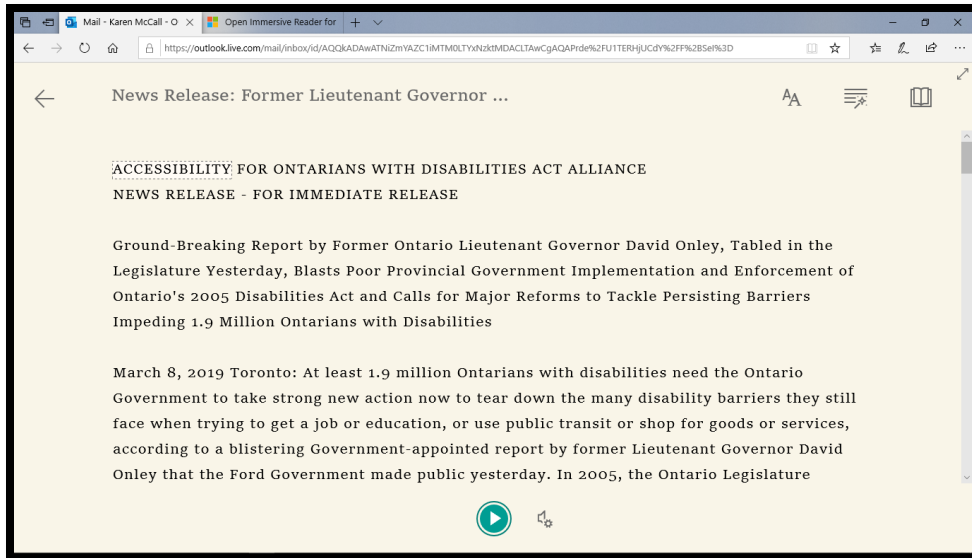 Mail - Karen McCall - O
Open Immersive Reader for
https://outlook.live.com/mail/inbox/id/AQQkADAwATNiZmYAZC1iMTM0LTYxNzktMDACLTAwCgAQAPrde%2FU1TERHjUCdY%2FF%2BSeI%3D
News Release: Former Lieutenant Governor ...
ACCESSIBILITY FOR ONTARIANS WITH DISABILITIES ACT ALLIANCE
NEWS RELEASE - FOR IMMEDIATE RELEASE
Ground-Breaking Report by Former Ontario Lieutenant Governor David Onley, Tabled in the
Legislature Yesterday, Blasts Poor Provincial Government Implementation and Enforcement of
Ontario's 2005 Disabilities Act and Calls for Major Reforms to Tackle Persisting Barriers
Impeding 1.9 Million Ontarians with Disabilities
March 8, 2019 Toronto: At least 1.9 million Ontarians with disabilities need the Ontario
Government to take strong new action now to tear down the many disability barriers they still
face when trying to get a job or education, or use public transit or shop for goods or services,
according to a blistering Government-appointed report by former Lieutenant Governor David
Onley that the Ford Government made public yesterday. In 2005, the Ontario Legislature